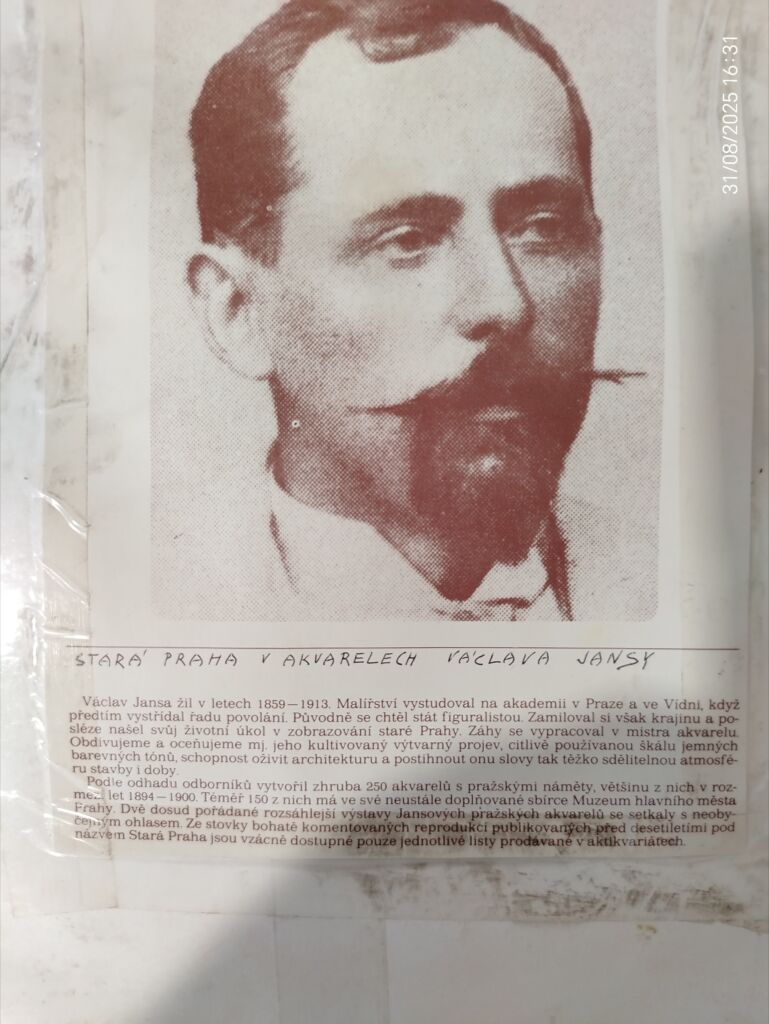 31/08/2025 16:31
STARÁ PRAHA V AKVARELECH VÁCLAVA JANSY
Václav Jansa žil v letech 1859—1913. Malířství vystudoval na akademii v Praze a ve Vídni, když
předtím vystřídal řadu povolání. Původně se chtěl stát figuralistou. Zamiloval si však krajinu a po-
sléze našel svůj životní úkol v zobrazování staré Prahy. Záhy se vypracoval v mistra akvarelu.
Obdivujeme a oceňujeme mj. jeho kultivovaný výtvarný projev, citlivě používanou škálu jemných
barevných tónů, schopnost oživit architekturu a postihnout onu slovy tak těžko sdělitelnou atmosfé-
ru stavby i doby.
Podle odhadu odborníků vytvořil zhruba 250 akvarelů s pražskými náměty, většinu z nich v roz-
mezí let 1894—1900. Téměř 150 z nich má ve své neustále doplňované sbírce Muzeum hlavního města
Prahy. Dvě dosud pořádané rozsáhlejší výstavy Jansových pražských akvarelů se setkaly s neoby-
čejným ohlasem. Ze stovky bohatě komentovaných reprodukcí publikovaných před desetiletími pod
názvem Stará Praha jsou vzácně dostupné pouze jednotlivé listy prodávané v aktikvariátech.